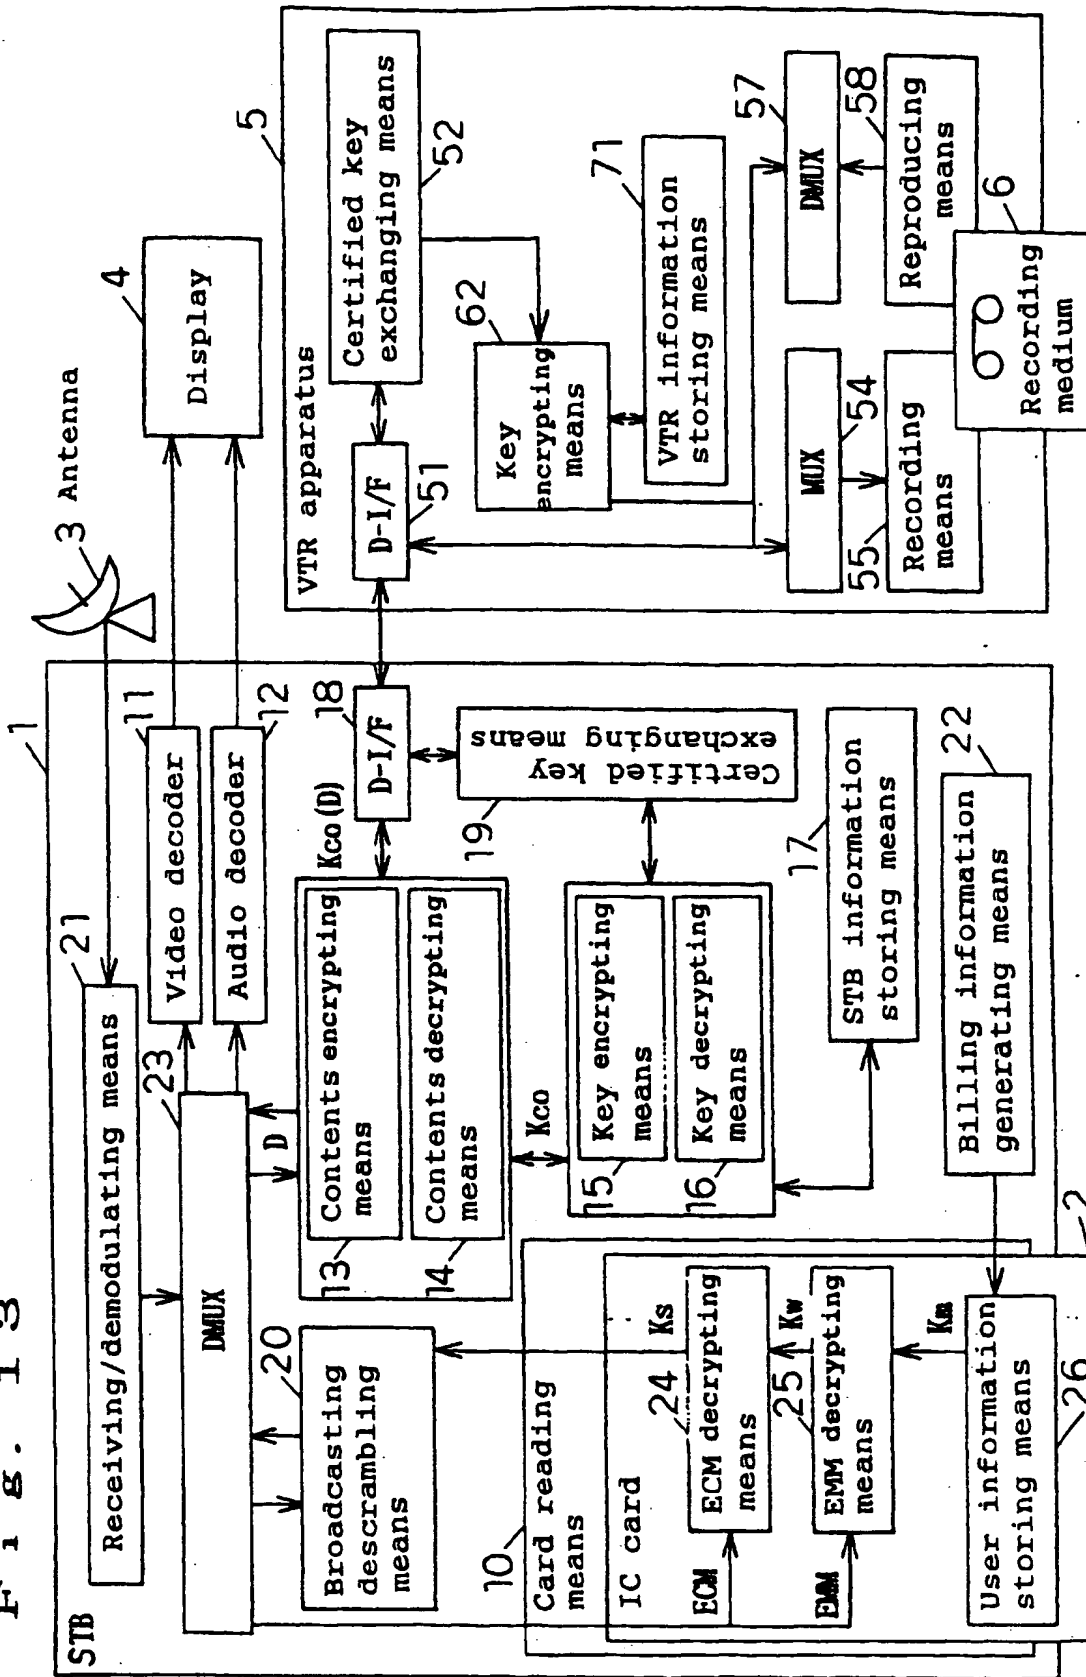 Fig. 13
STB
1
Receiving/demodulating means
21
3 Antenna
DMUX
23
Video decoder
11
Audio decoder
12
Display
4
Broadcasting
descrambling
means
20
D
Contents encrypting
means
13
Contents decrypting
means
14
Kco(D)
D-I/F
18
Kco
Certified key
exchanging means
19
Key encrypting
means
15
Key decrypting
means
16
STB information
storing means
17
Card reading
means
10
IC card
2
ECM
ECM decrypting
means
24
Ks
EMM
EMM decrypting
means
25
Kw
Km
User information
storing means
26
Billing information
generating means
22
VTR apparatus
5
D-I/F
51
Certified key
exchanging means
52
Key
encrypting
means
62
VTR information
storing means
71
MUX
54
DMUX
57
Recording
means
55
Reproducing
means
58
Recording
medium
6